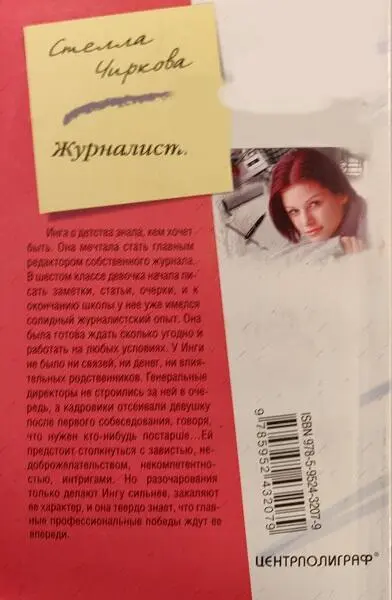 Стелла
Чиркова
Журналист.
Инга с детства знала, кем хочет
быть. Она мечтала стать главным
редактором собственного журнала.
В шестом классе девочка начала пи-
сать заметки, статьи, очерки, и к
окончанию школы у нее уже имелся
солидный журналистский опыт. Она
была готова ждать сколько угодно и
работать на любых условиях. У Инги
не было ни связей, ни денег, ни вли-
ятельных родственников. Генеральные
директоры не строились за ней в оче-
редь, а кадровики отсеивали девушку
после первого собеседования, говоря,
что нужен кто-нибудь постарше...Ей
предстоит столкнуться с завистью, не-
доброжелательством, некомпетентно-
стью, интригами. Но разочарования
только делают Ингу сильнее, закаляют
ее характер, и она твердо знает, что глав-
ные профессиональные победы ждут ее
впереди.
ISBN 978-5-9524-3207-9
9 785952 432079
ЦЕНТРПОЛИГРАФ®